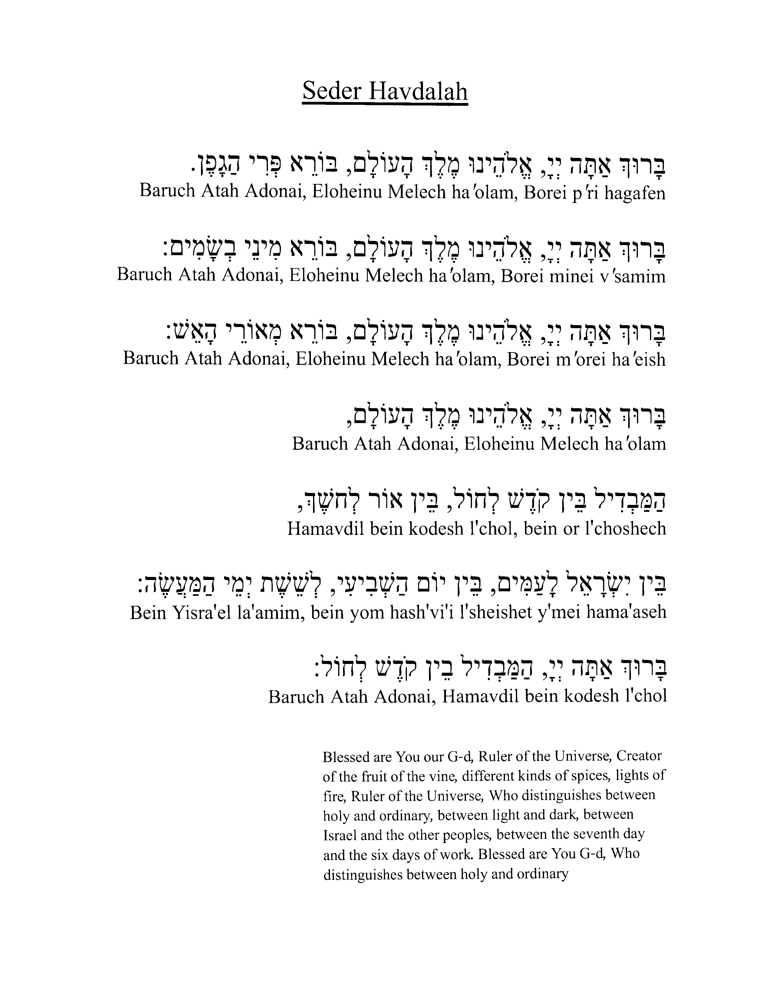 Seder Havdalah
בָּרוּךְ אַתָּה יְיָ, אֱלֹהֵינוּ מֶלֶךְ הָעוֹלָם, בּוֹרֵא פְּרִי הַגָפֶן.
Baruch Atah Adonai, Eloheinu Melech ha'olam, Borei p'ri hagafen
בָּרוּךְ אַתָּה יְיָ, אֱלֹהֵינוּ מֶלֶךְ הָעוֹלָם, בּוֹרֵא מִינֵי בְשָׂמִים:
Baruch Atah Adonai, Eloheinu Melech ha'olam, Borei minei v'samim
בָּרוּךְ אַתָּה יְיָ, אֱלֹהֵינוּ מֶלֶךְ הָעוֹלָם, בּוֹרֵא מְאוֹרֵי הָאֵשׁ:
Baruch Atah Adonai, Eloheinu Melech ha'olam, Borei m'orei ha'eish
בָּרוּךְ אַתָּה יְיָ, אֱלֹהֵינוּ מֶלֶךְ הָעוֹלָם,
Baruch Atah Adonai, Eloheinu Melech ha'olam
הַמַּבְדִיל בֵּין קֹדֶשׁ לְחוֹל, בֵּין אוֹר לְחשֶׁךְ,
Hamavdil bein kodesh l'chol, bein or l'choshech
בֵּין יִשְׂרָאֵל לָעַמִּים, בֵּין יוֹם הַשְּׁבִיעִי, לְשֵׁשֶׁת יְמֵי הַמַּעֲשֶׂה:
Bein Yisra'el la'amim, bein yom hash'vi'i l'sheishet y'mei hama'aseh
בָּרוּךְ אַתָּה יְיָ, הַמַּבְדִיל בֵּין קֹדֶשׁ לְחוֹל:
Baruch Atah Adonai, Hamavdil bein kodesh l'chol
Blessed are You our G-d, Ruler of the Universe, Creator
of the fruit of the vine, different kinds of spices, lights of
fire, Ruler of the Universe, Who distinguishes between
holy and ordinary, between light and dark, between
Israel and the other peoples, between the seventh day
and the six days of work. Blessed are You G-d, Who
distinguishes between holy and ordinary